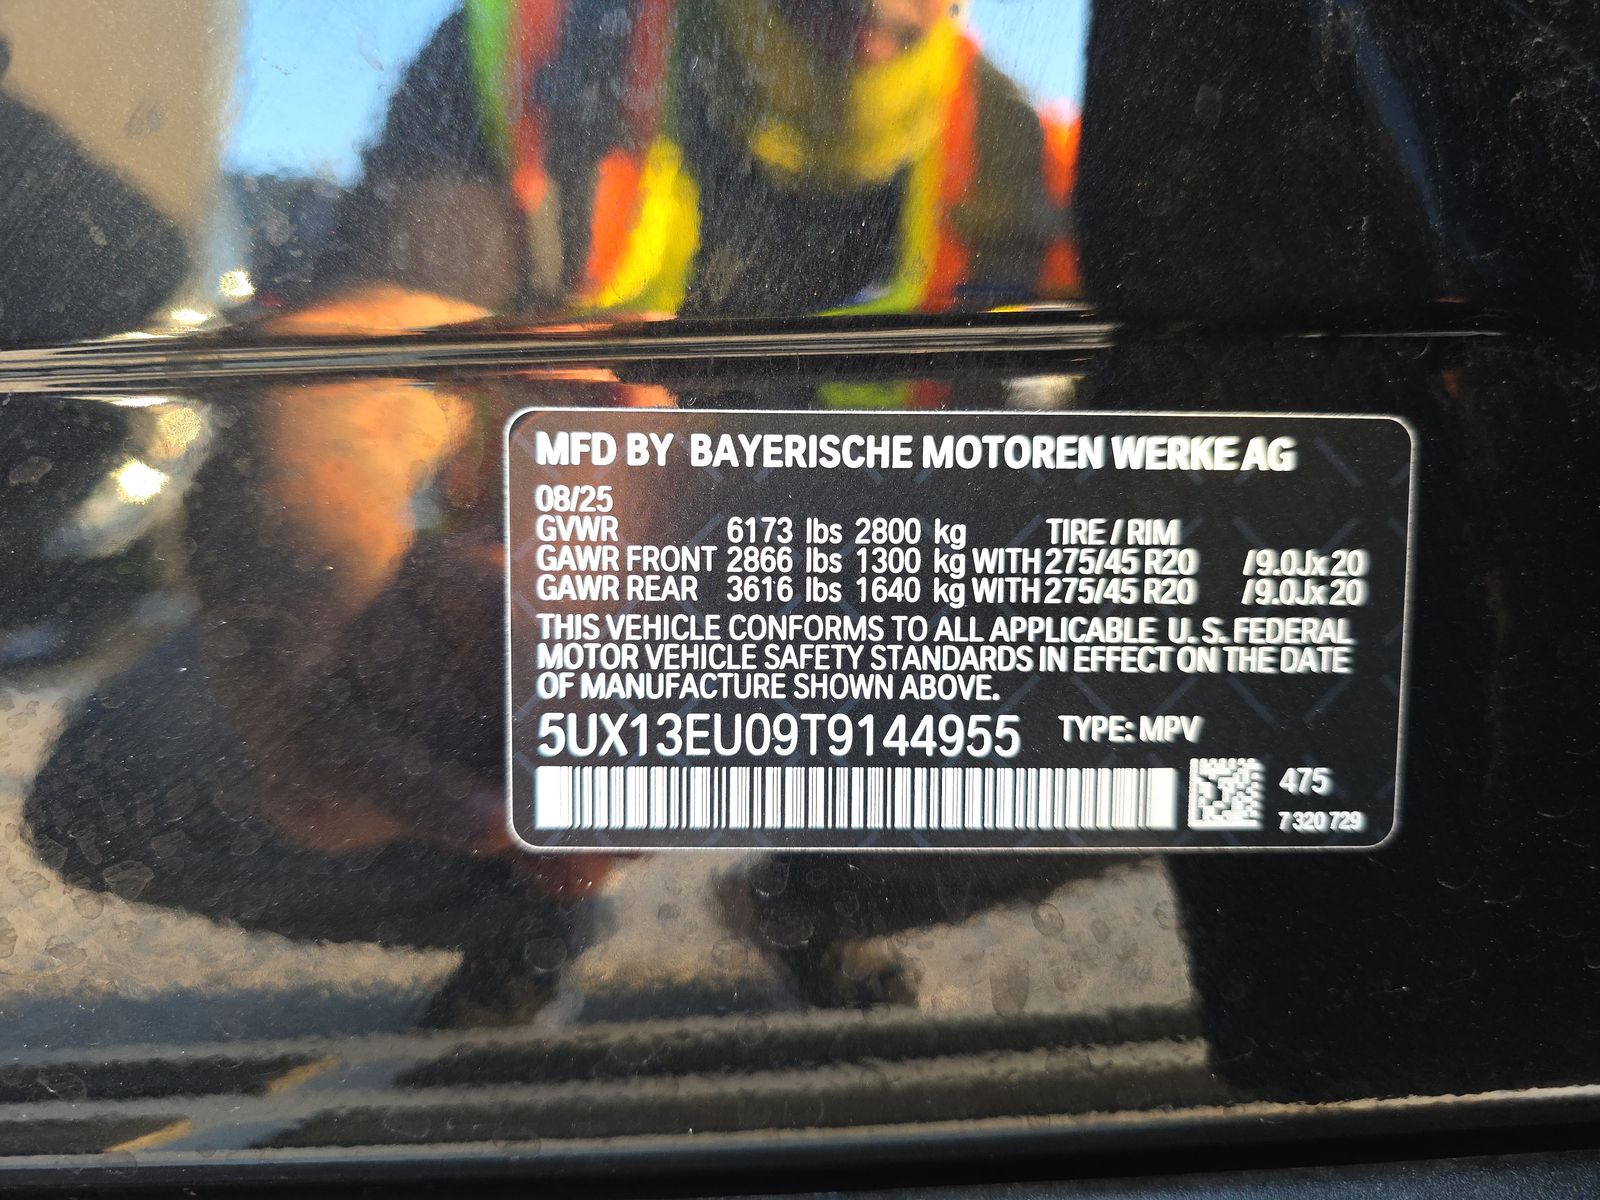 MFD BY BAYERISCHE MOTOREN WERKE AG
08/25
GVWR 6173 lbs 2800 kg TIRE / RIM
GAWR FRONT 2866 lbs 1300 kg WITH 275/45 R20 /9.0Jx20
GAWR REAR 3616 lbs 1640 kg WITH 275/45 R20 /9.0Jx20
THIS VEHICLE CONFORMS TO ALL APPLICABLE U.S. FEDERAL
MOTOR VEHICLE SAFETY STANDARDS IN EFFECT ON THE DATE
OF MANUFACTURE SHOWN ABOVE.
5UX13EU09T9144955 TYPE: MPV
475
7 320 729